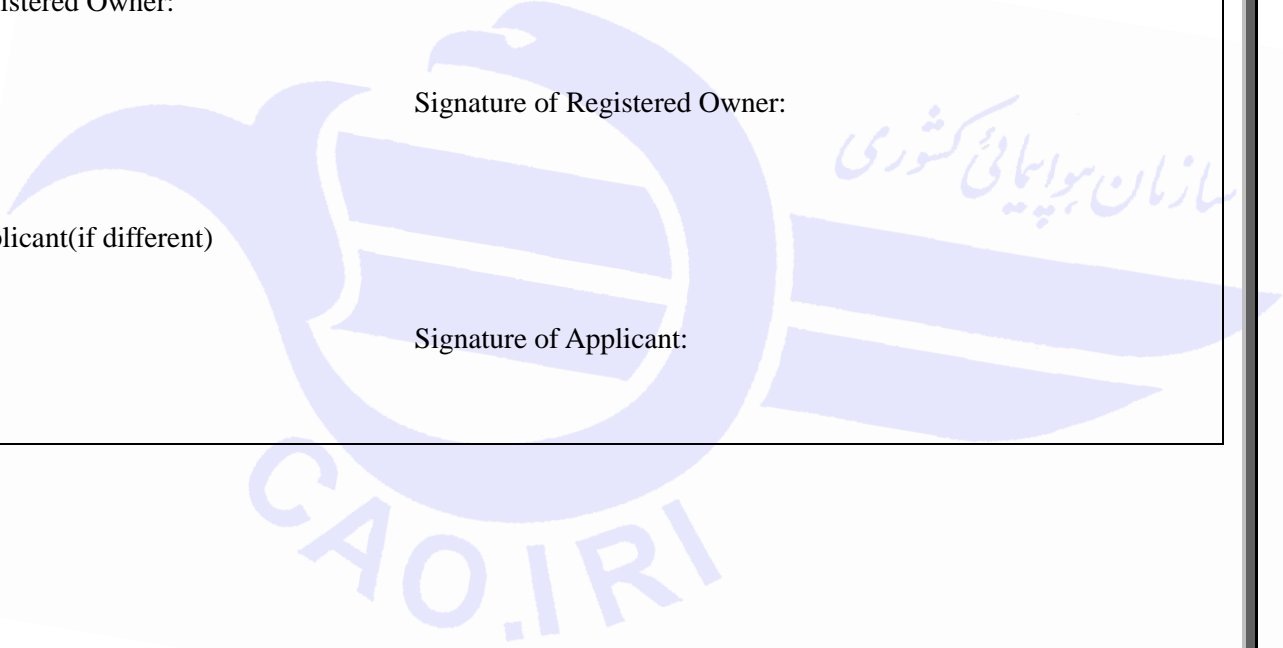 istered Owner:
Signature of Registered Owner:
سازمان هواپیمائی کشوری
plicant(if different)
Signature of Applicant:
CAO.IRI